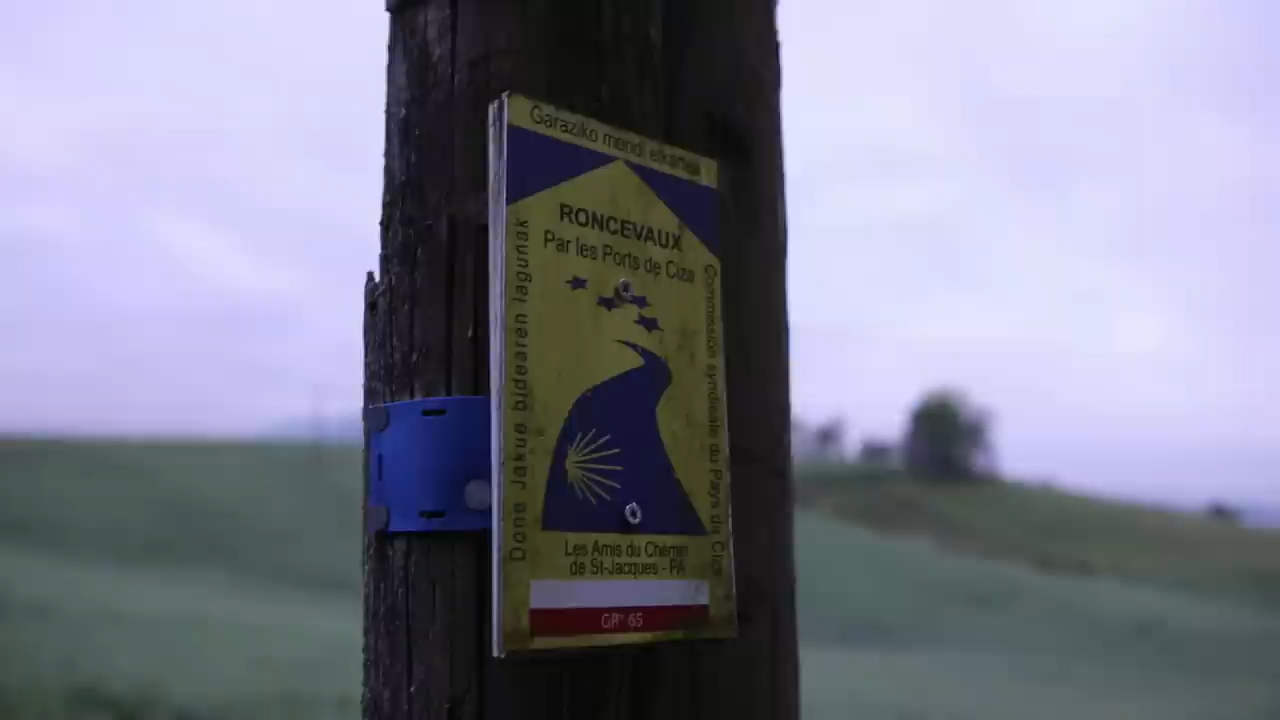 Garaziko mendi elkartea
RONCEVAUX
Par les Ports de Ciza
Done Jakue bidearen lagunak
Commission syndicale du Pays de Cize
Les Amis du Chemin
de St-Jacques - PA
GR® 65